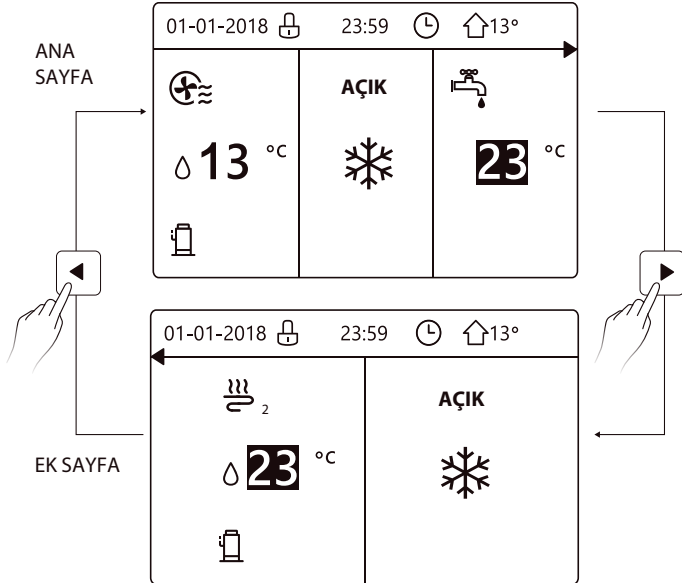 ANA
SAYFA
01-01-2018 23:59 13°
AÇIK
13 °C
23 °C
01-01-2018 23:59 13°
2
AÇIK
23 °C
EK SAYFA